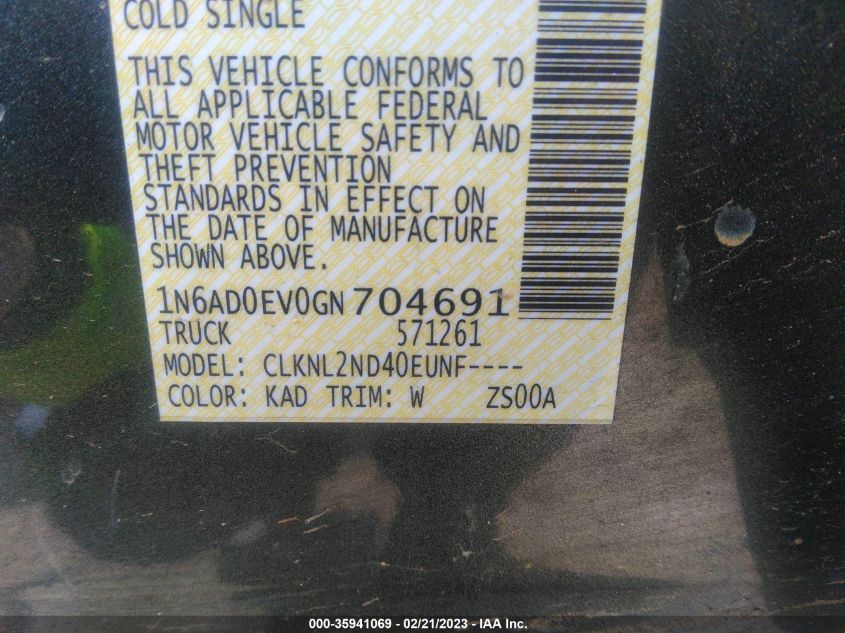 COLD SINGLE
THIS VEHICLE CONFORMS TO
ALL APPLICABLE FEDERAL
MOTOR VEHICLE SAFETY AND
THEFT PREVENTION
STANDARDS IN EFFECT ON
THE DATE OF MANUFACTURE
SHOWN ABOVE.
1N6AD0EV0GN704691
TRUCK 571261
MODEL: CLKNL2ND40EUNF----
COLOR: KAD TRIM: W ZS00A
000-35941069 - 02/21/2023 - IAA Inc.